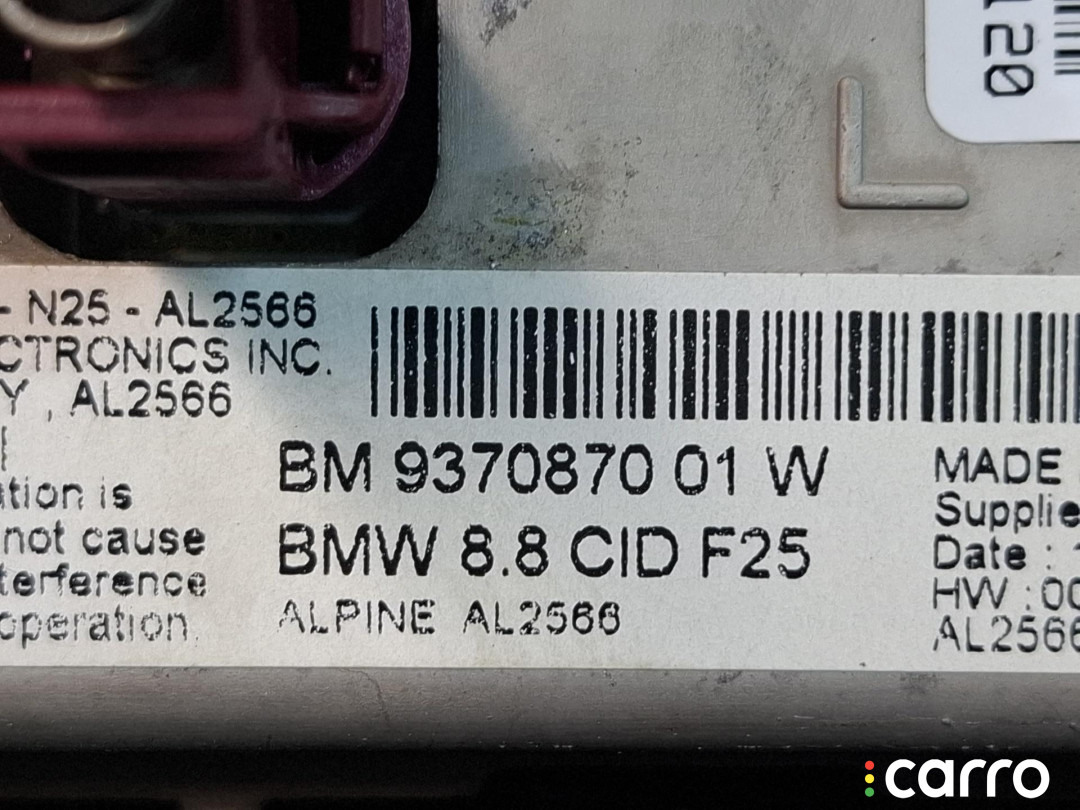 120
- N25 - AL2566
CTRONICS INC.
Y , AL2566
ation is
not cause
terference
operation.
BM 9370870 01 W
BMW 8.8 CID F25
ALPINE AL2566
MADE
Supplie
Date :
HW : 00
AL2566
carro